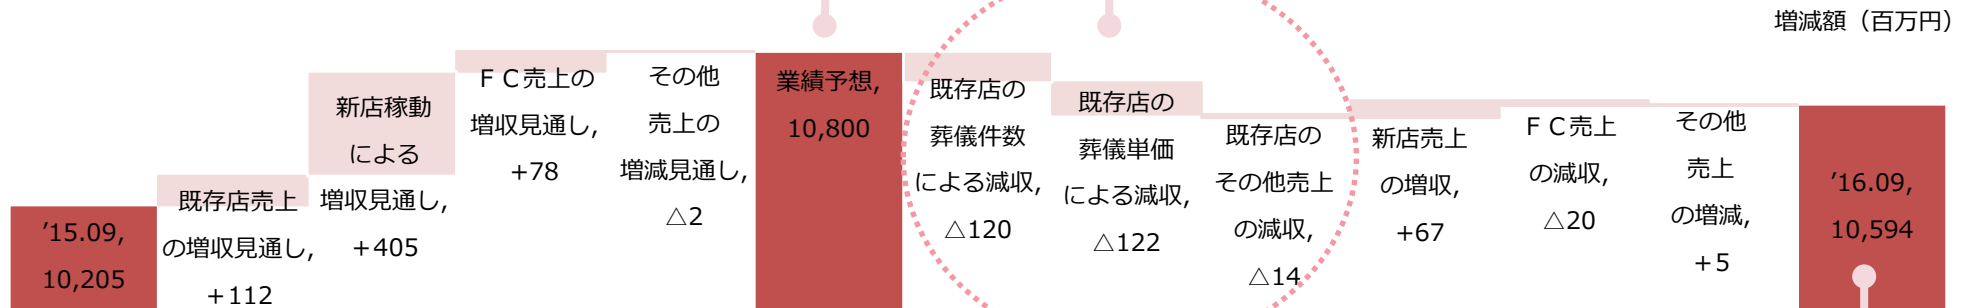 増減額（百万円）
’15.09,
10,205
既存店売上
の増収見通し,
+112
新店稼動
による
増収見通し,
+405
ＦＣ売上の
増収見通し,
+78
その他
売上の
増減見通し,
△2
業績予想,
10,800
既存店の
葬儀件数
による減収,
△120
既存店の
葬儀単価
による減収,
△122
既存店の
その他売上
の減収,
△14
新店売上
の増収,
+67
ＦＣ売上
の減収,
△20
その他
売上
の増減,
+5
’16.09,
10,594